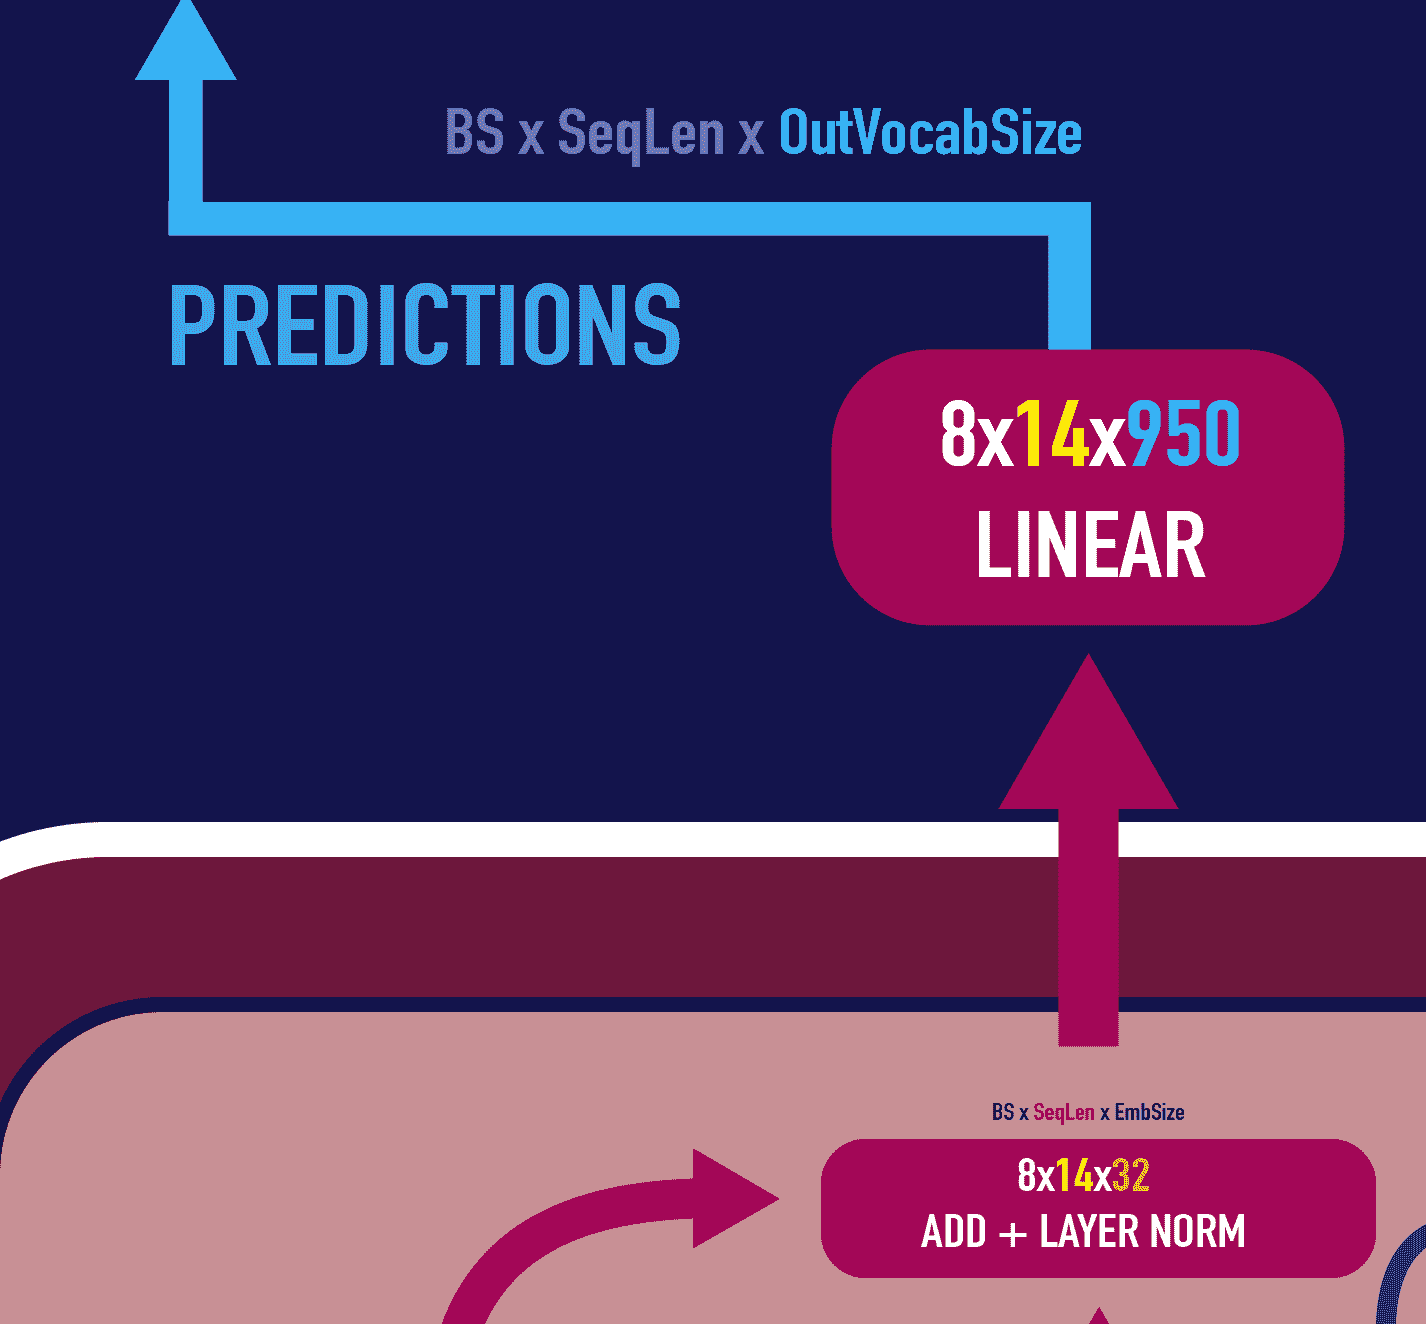 BS x SeqLen x OutVocabSize
PREDICTIONS
8x14x950
LINEAR
BS x SeqLen x EmbSize
8x14x32
ADD + LAYER NORM